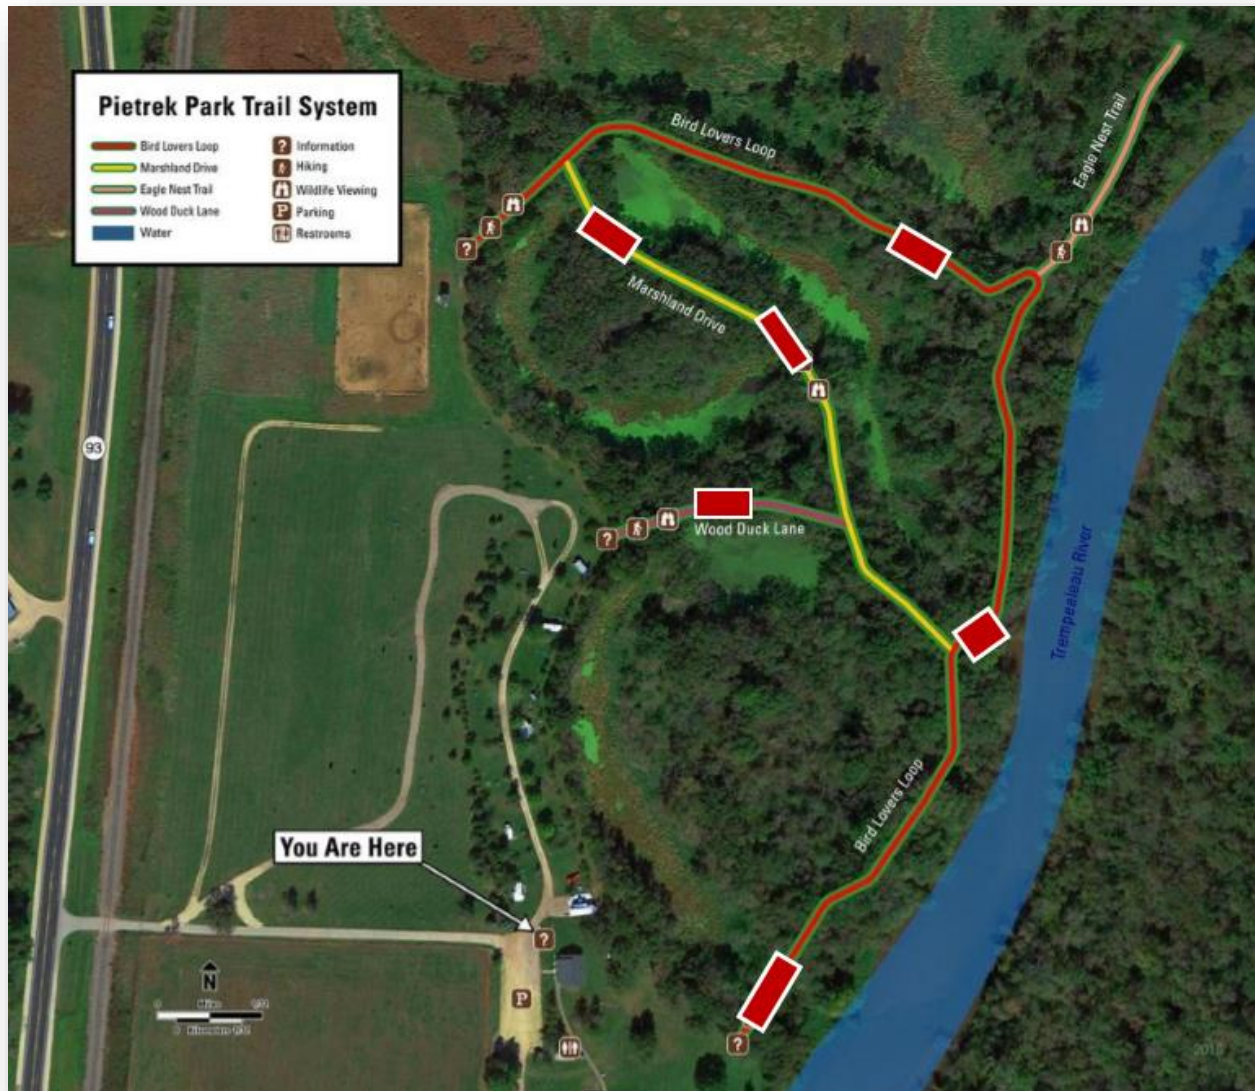 Pietrek Park Trail System
Bird Lovers Loop
Marshland Drive
Eagle Nest Trail
Wood Duck Lane
Water
? Information
Hiking
Wildlife Viewing
P Parking
Restrooms
Bird Lovers Loop
Eagle Nest Trail
?
Marshland Drive
93
?
Wood Duck Lane
Trempealeau River
Bird Lovers Loop
You Are Here
?
N
Miles
P
?